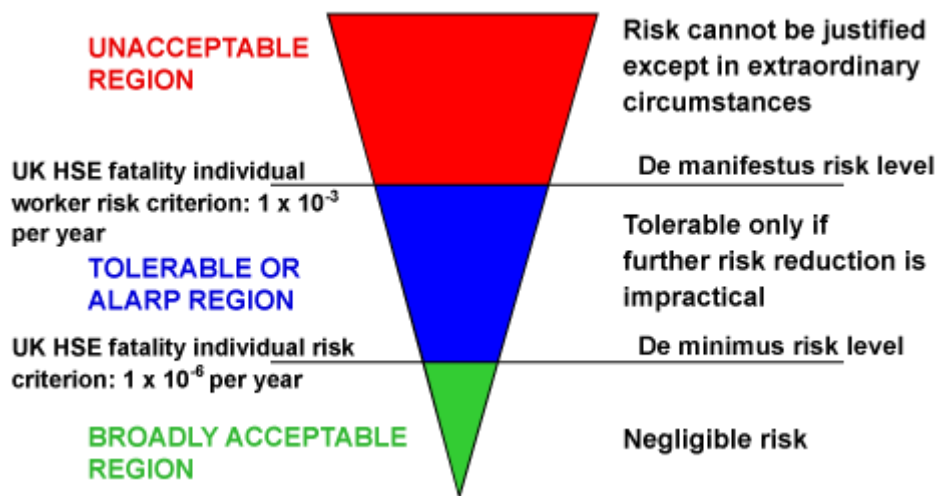 UNACCEPTABLE
REGION
Risk cannot be justified
except in extraordinary
circumstances
UK HSE fatality individual
worker risk criterion: 1 x 10⁻³
per year
De manifestus risk level
TOLERABLE OR
ALARP REGION
Tolerable only if
further risk reduction is
impractical
UK HSE fatality individual risk
criterion: 1 x 10⁻⁶ per year
De minimus risk level
BROADLY ACCEPTABLE
REGION
Negligible risk